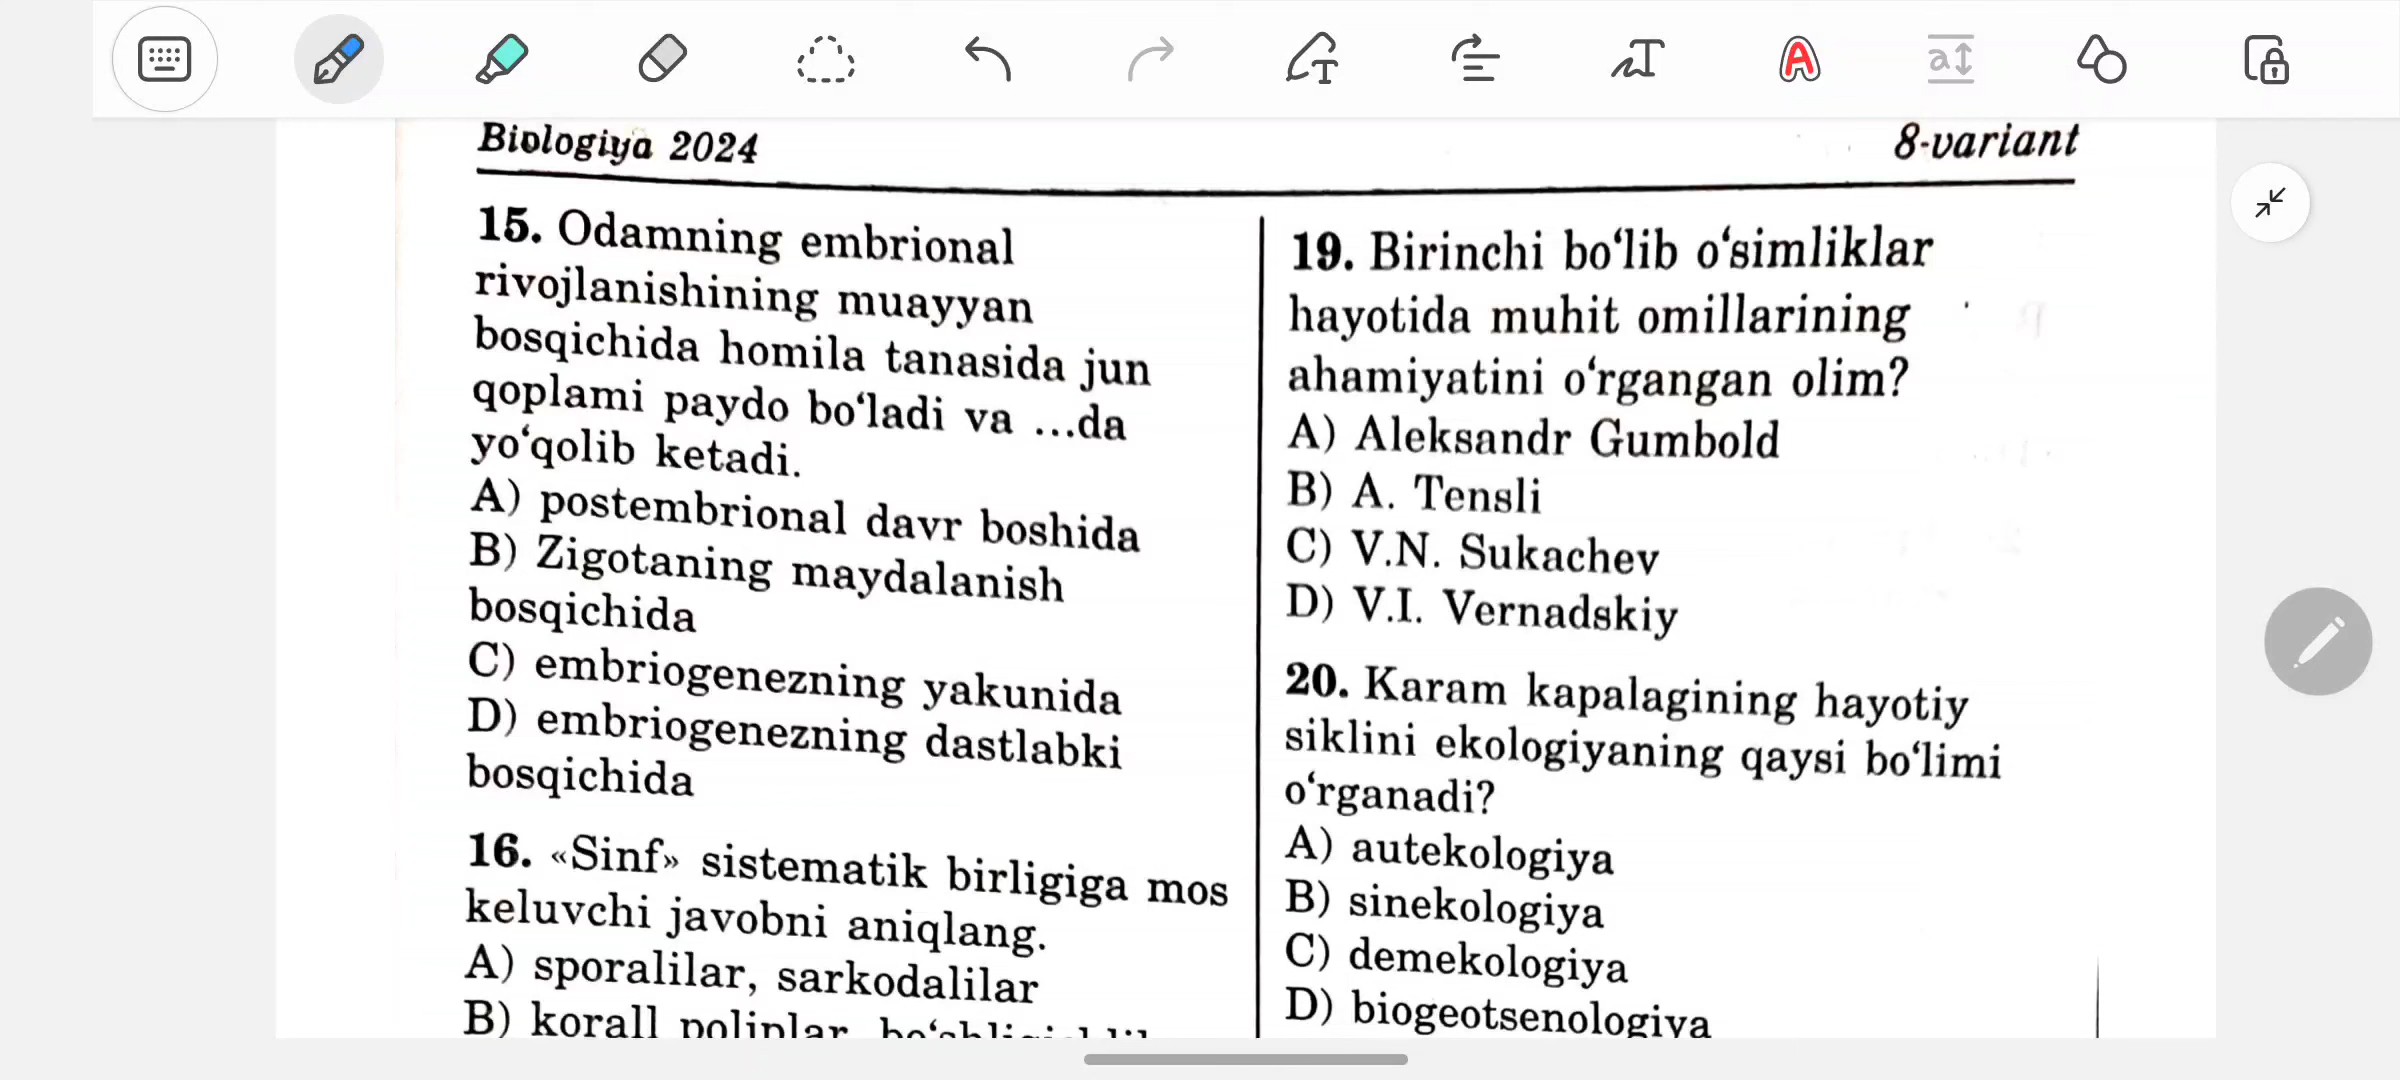 Biologiya 2024
8-variant
15. Odamning embrional
rivojlanishining muayyan
bosqichida homila tanasida jun
qoplami paydo bo‘ladi va ...da
yo‘qolib ketadi.
A) postembrional davr boshida
B) Zigotaning maydalanish
bosqichida
C) embriogenezning yakunida
D) embriogenezning dastlabki
bosqichida
16. «Sinf» sistematik birligiga mos
keluvchi javobni aniqlang.
A) sporalilar, sarkodalilar
B) korall poliplar,
19. Birinchi bo‘lib o‘simliklar
hayotida muhit omillarining
ahamiyatini o‘rgangan olim?
A) Aleksandr Gumbold
B) A. Tensli
C) V.N. Sukachev
D) V.I. Vernadskiy
20. Karam kapalagining hayotiy
siklini ekologiyaning qaysi bo‘limi
o‘rganadi?
A) autekologiya
B) sinekologiya
C) demekologiya
D) biogeotsenologiya